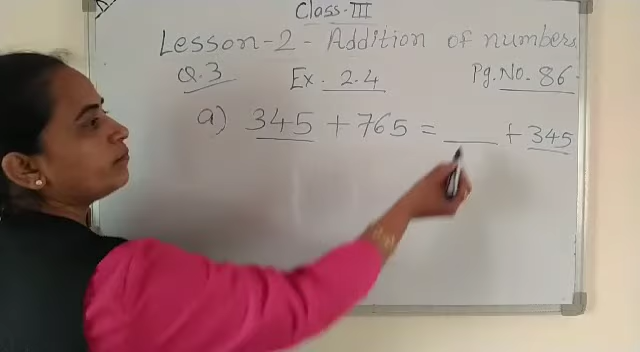 Class-III
Lesson-2-Addition of numbers
Q.3 Ex. 2.4 Pg.No. 86
a) 345 + 765 = ____ + 345